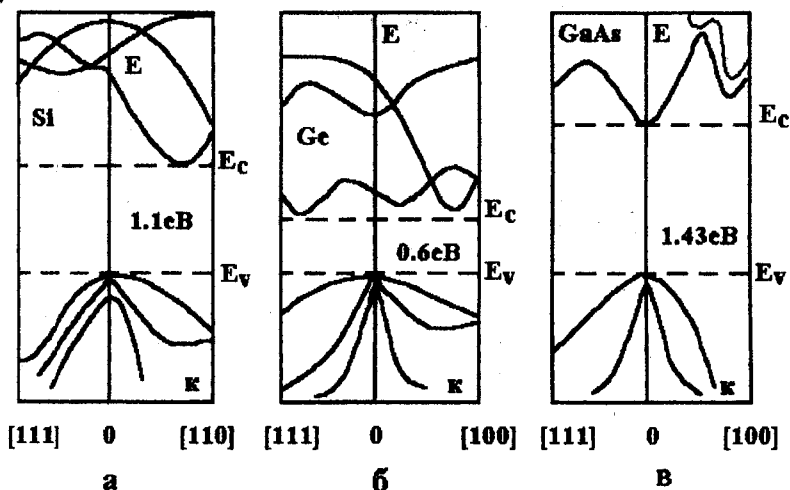 Si
E
Ec
1.1eB
Ev
к
[111] 0 [110]
а
Ge
E
Ec
0.6eB
Ev
к
[111] 0 [100]
б
GaAs
E
Ec
1.43eB
к
[111] 0 [100]
в